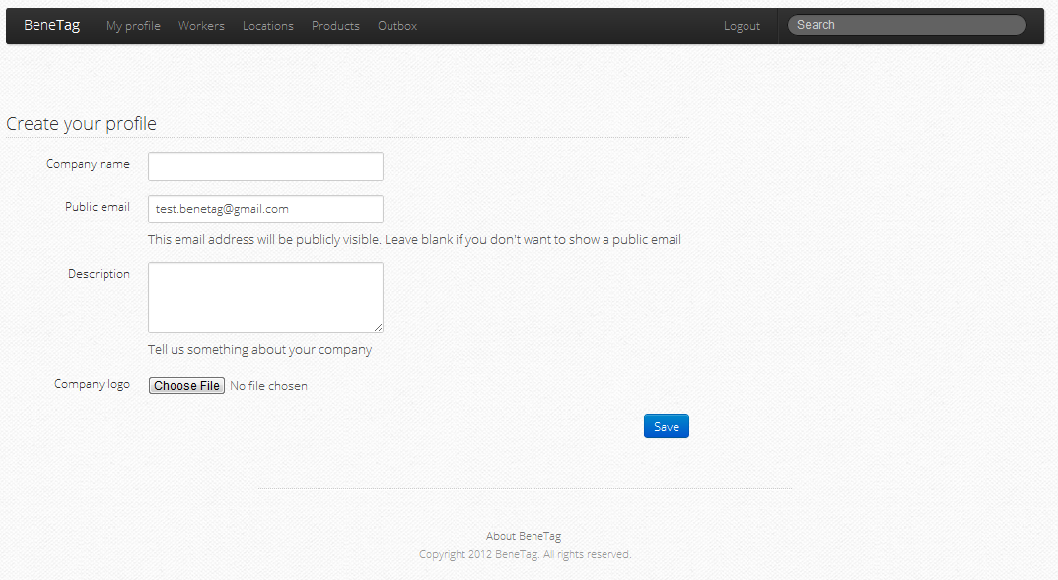 BeneTag My profile Workers Locations Products Outbox Logout Search
Create your profile
Company name
Public email test.benetag@gmail.com
This email address will be publicly visible. Leave blank if you don't want to show a public email
Description
Tell us something about your company
Company logo Choose File No file chosen
Save
About BeneTag
Copyright 2012 BeneTag. All rights reserved.